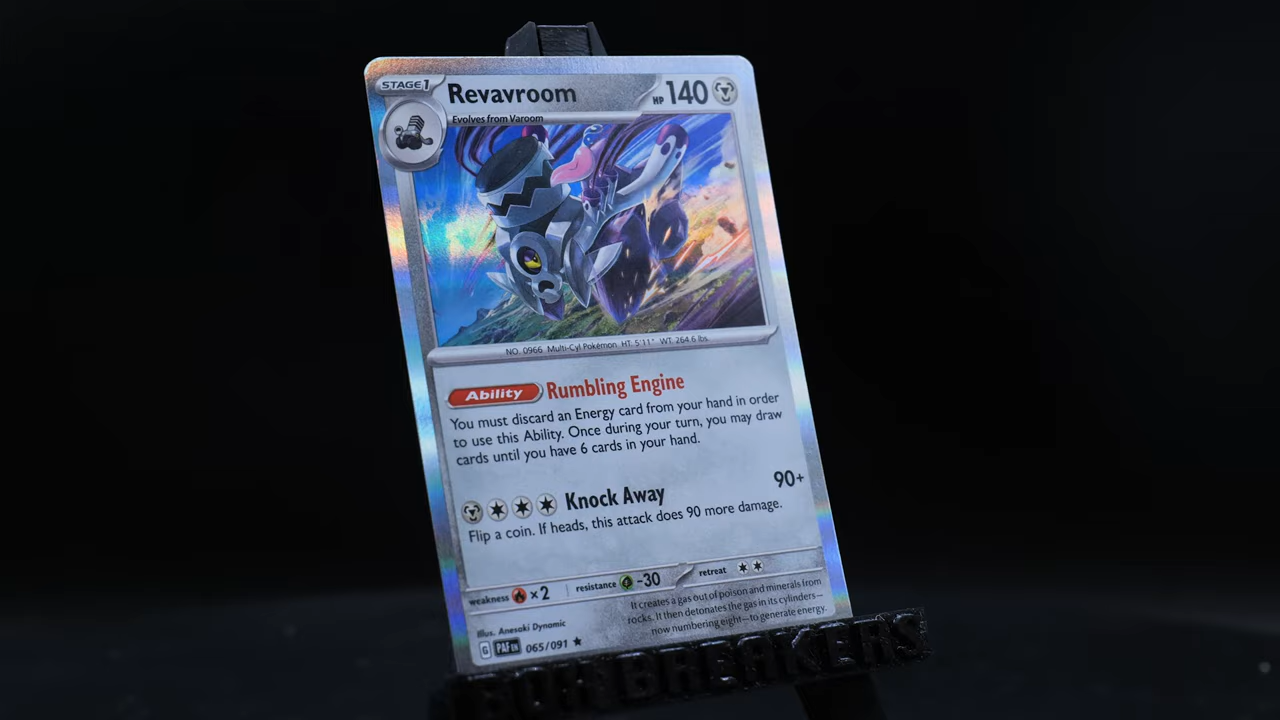 STAGE1
Revavroom
HP 140
Evolves from Varoom
NO. 0966 Multi-Cyl Pokémon HT: 5'11" WT: 264.6 lbs.
Ability Rumbling Engine
You must discard an Energy card from your hand in order
to use this Ability. Once during your turn, you may draw
cards until you have 6 cards in your hand.
Knock Away 90+
Flip a coin. If heads, this attack does 90 more damage.
weakness ×2 resistance -30 retreat
It creates a gas out of poison and minerals from
rocks. It then detonates the gas in its cylinders—
now numbering eight—to generate energy.
Illus. Anesaki Dynamic
G PAF EN 065/091 ★
BREAKERS